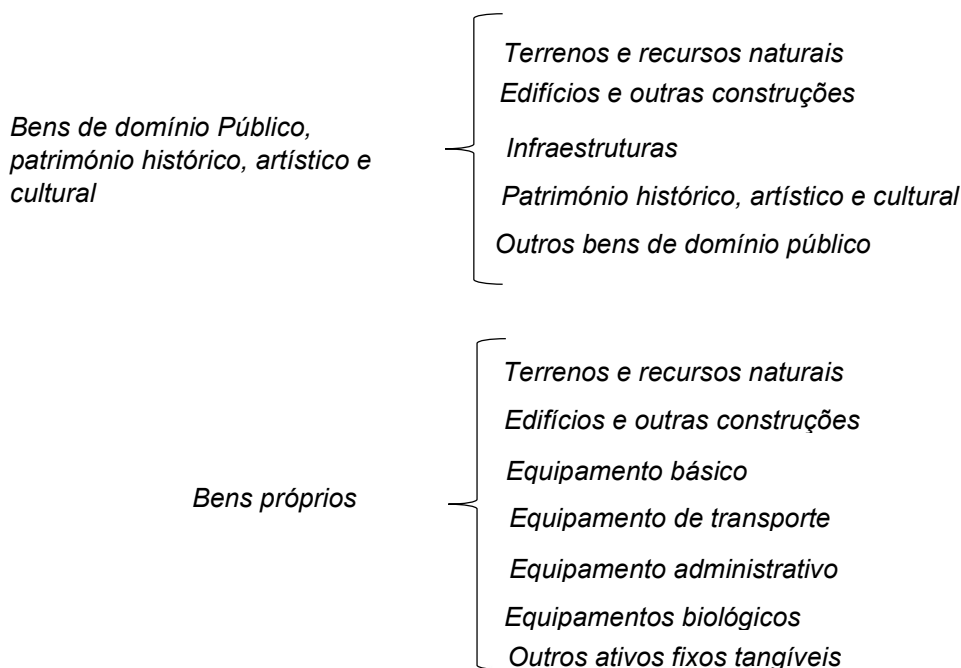 Bens de domínio Público,
património histórico, artístico e
cultural
Terrenos e recursos naturais
Edifícios e outras construções
Infraestruturas
Património histórico, artístico e cultural
Outros bens de domínio público
Bens próprios
Terrenos e recursos naturais
Edifícios e outras construções
Equipamento básico
Equipamento de transporte
Equipamento administrativo
Equipamentos biológicos
Outros ativos fixos tangíveis